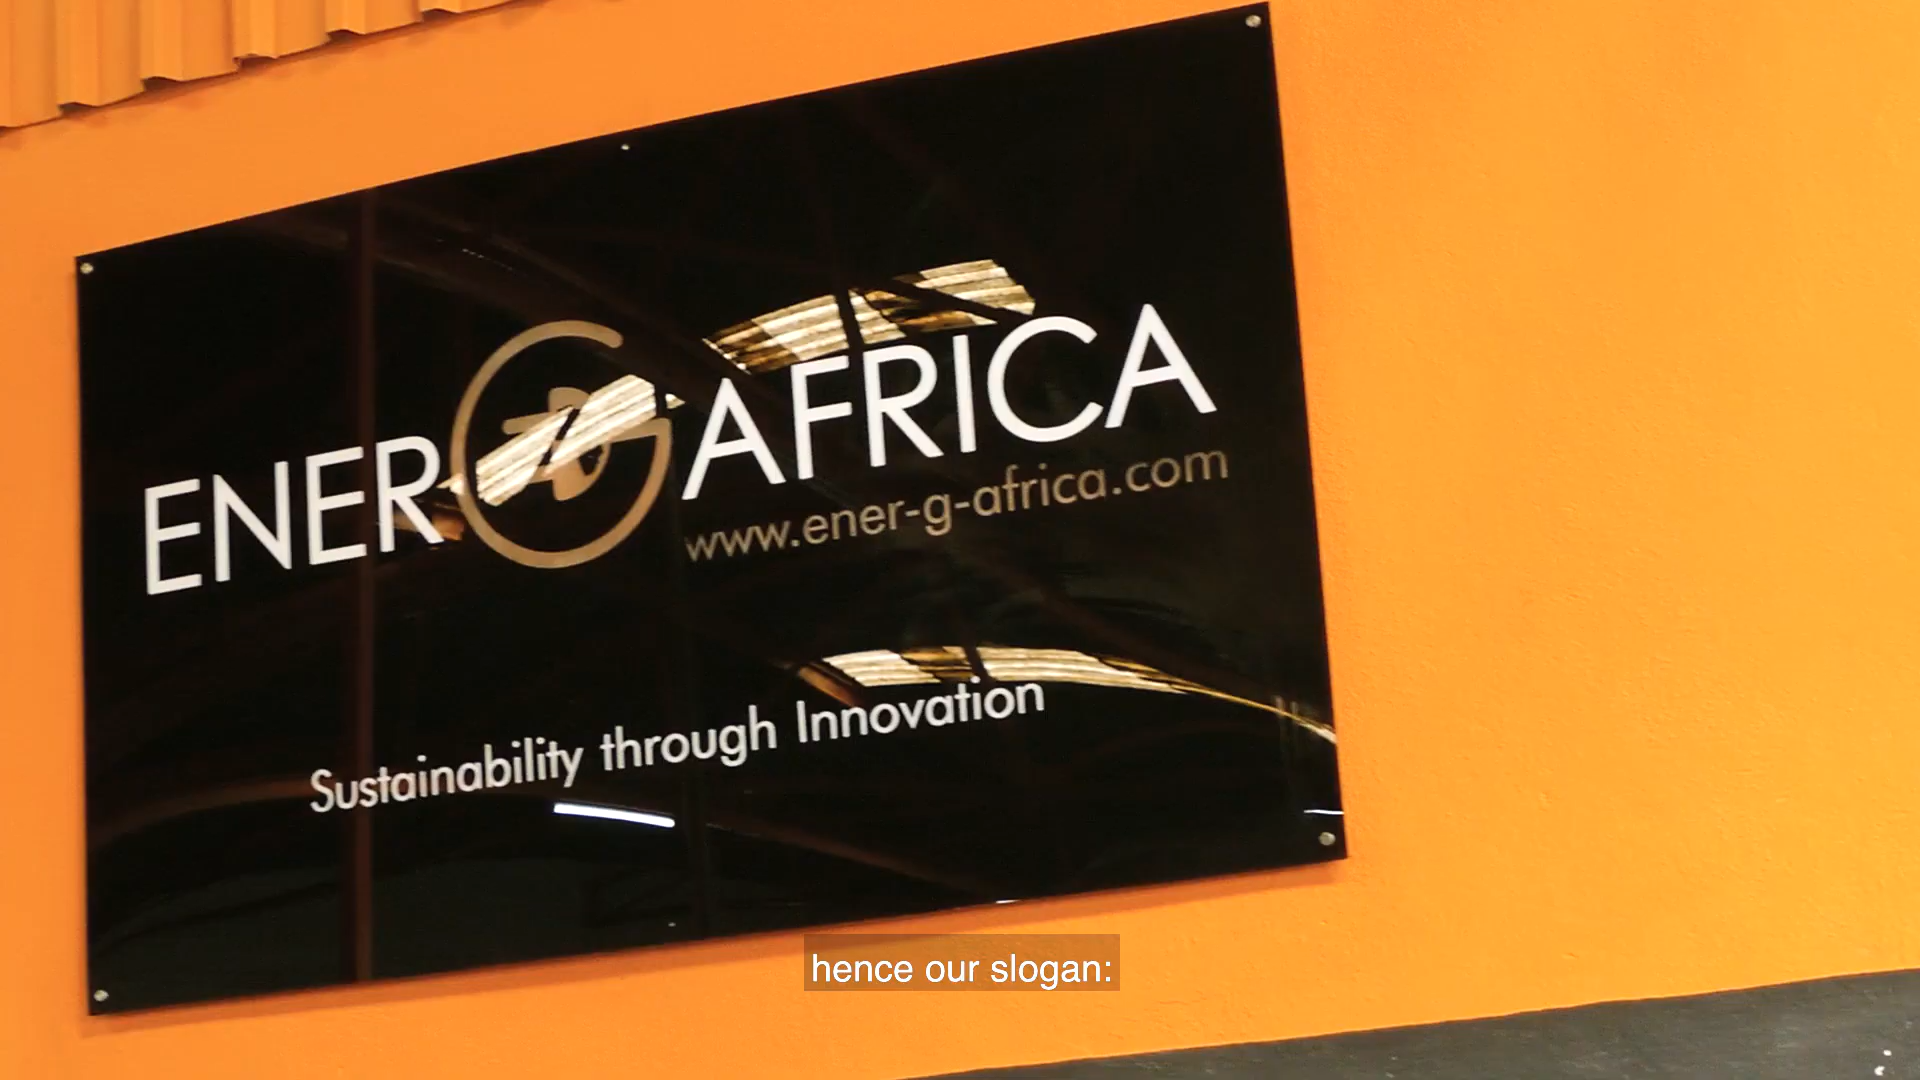 ENERGAFRICA
www.ener-g-africa.com
Sustainability through Innovation
hence our slogan: